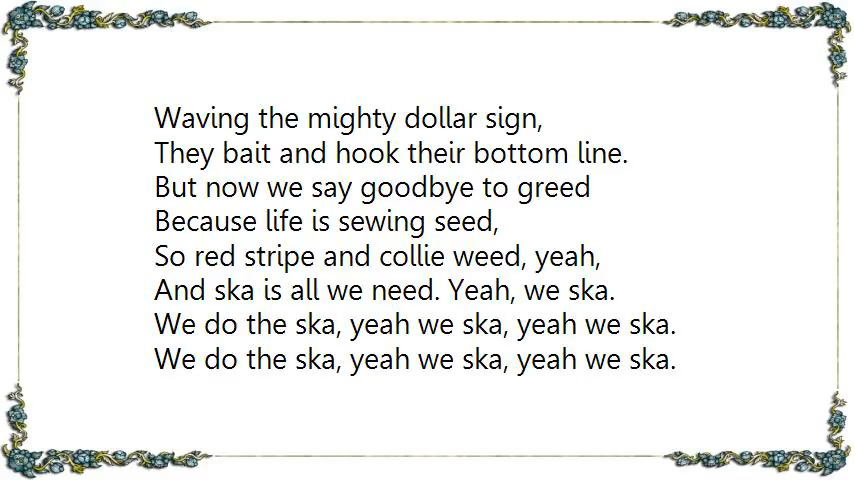 Waving the mighty dollar sign,
They bait and hook their bottom line.
But now we say goodbye to greed
Because life is sewing seed,
So red stripe and collie weed, yeah,
And ska is all we need. Yeah, we ska.
We do the ska, yeah we ska, yeah we ska.
We do the ska, yeah we ska, yeah we ska.